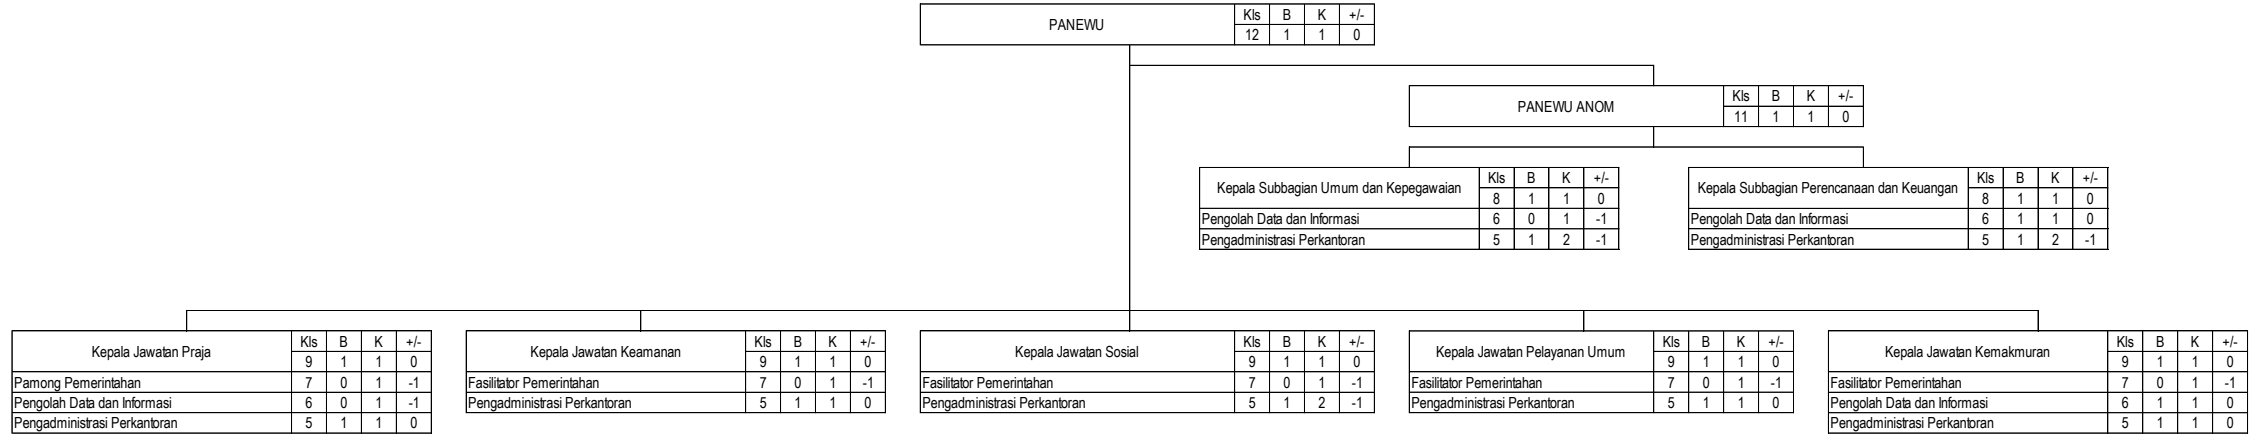 PANEWU Kls B K +/-
12 1 1 0
PANEWU ANOM Kls B K +/-
11 1 1 0
Kepala Subbagian Umum dan Kepegawaian Kls B K +/-
8 1 1 0
Pengolah Data dan Informasi 6 0 1 -1
Pengadministrasi Perkantoran 5 1 2 -1
Kepala Subbagian Perencanaan dan Keuangan Kls B K +/-
8 1 1 0
Pengolah Data dan Informasi 6 1 1 0
Pengadministrasi Perkantoran 5 1 2 -1
Kepala Jawatan Praja Kls B K +/-
9 1 1 0
Pamong Pemerintahan 7 0 1 -1
Pengolah Data dan Informasi 6 0 1 -1
Pengadministrasi Perkantoran 5 1 1 0
Kepala Jawatan Keamanan Kls B K +/-
9 1 1 0
Fasilitator Pemerintahan 7 0 1 -1
Pengadministrasi Perkantoran 5 1 1 0
Kepala Jawatan Sosial Kls B K +/-
9 1 1 0
Fasilitator Pemerintahan 7 0 1 -1
Pengadministrasi Perkantoran 5 1 2 -1
Kepala Jawatan Pelayanan Umum Kls B K +/-
9 1 1 0
Fasilitator Pemerintahan 7 0 1 -1
Pengadministrasi Perkantoran 5 1 1 0
Kepala Jawatan Kemakmuran Kls B K +/-
9 1 1 0
Fasilitator Pemerintahan 7 0 1 -1
Pengolah Data dan Informasi 6 1 1 0
Pengadministrasi Perkantoran 5 1 1 0